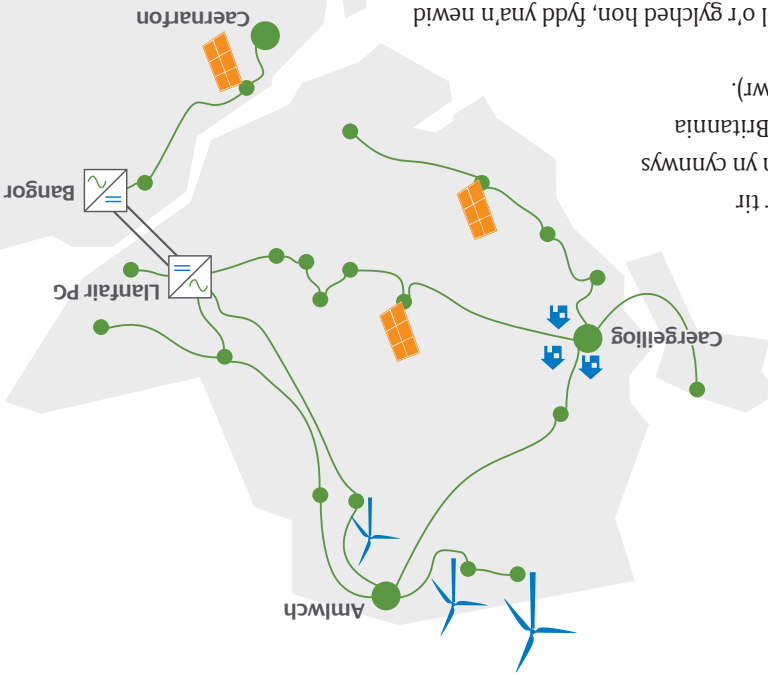 Amlwch
Caergeiliog
Llanfair PG
tir
Bangor
yn cynnwys
Britannia
wr).
l o'r gylched hon, fydd yna'n newid
Caernarfon